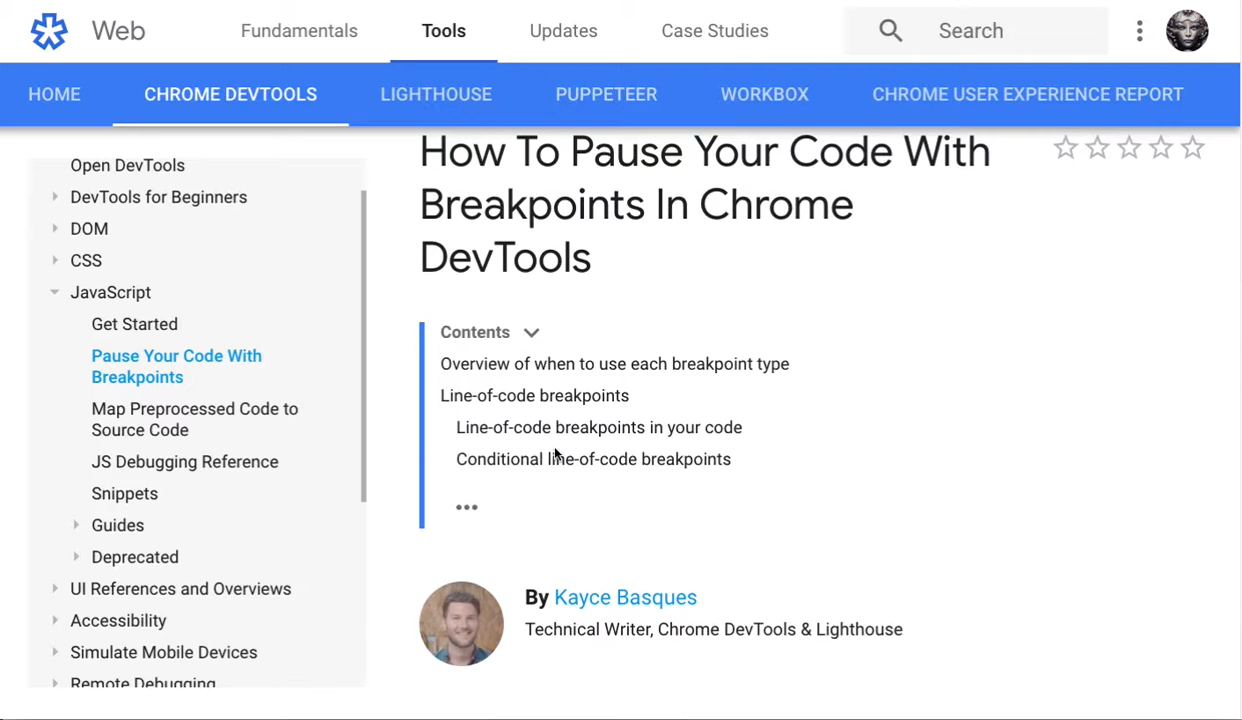 Web
Fundamentals
Tools
Updates
Case Studies
Search
HOME
CHROME DEVTOOLS
LIGHTHOUSE
PUPPETEER
WORKBOX
CHROME USER EXPERIENCE REPORT
Open DevTools
DevTools for Beginners
DOM
CSS
JavaScript
Get Started
Pause Your Code With
Breakpoints
Map Preprocessed Code to
Source Code
JS Debugging Reference
Snippets
Guides
Deprecated
UI References and Overviews
Accessibility
Simulate Mobile Devices
Remote Debugging
How To Pause Your Code With
Breakpoints In Chrome
DevTools
Contents
Overview of when to use each breakpoint type
Line-of-code breakpoints
Line-of-code breakpoints in your code
Conditional line-of-code breakpoints
•••
By Kayce Basques
Technical Writer, Chrome DevTools & Lighthouse